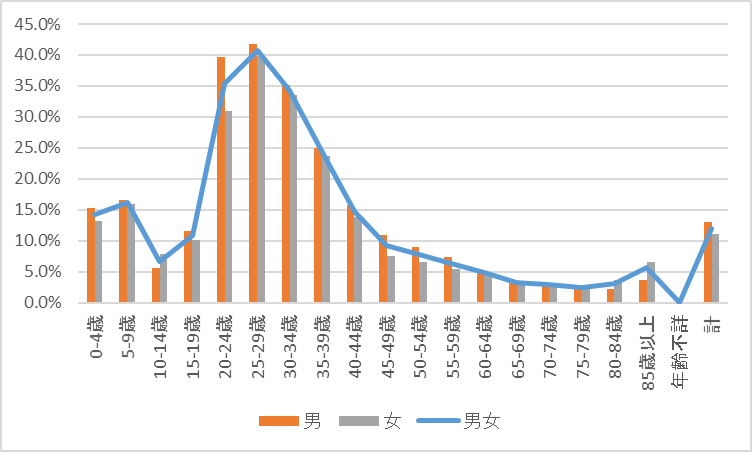 45.0%
40.0%
35.0%
30.0%
25.0%
20.0%
15.0%
10.0%
5.0%
0.0%
0-4歳
5-9歳
10-14歳
15-19歳
20-24歳
25-29歳
30-34歳
35-39歳
40-44歳
45-49歳
50-54歳
55-59歳
60-64歳
65-69歳
70-74歳
75-79歳
80-84歳
85歳以上
年齢不詳
計
男 女 男女